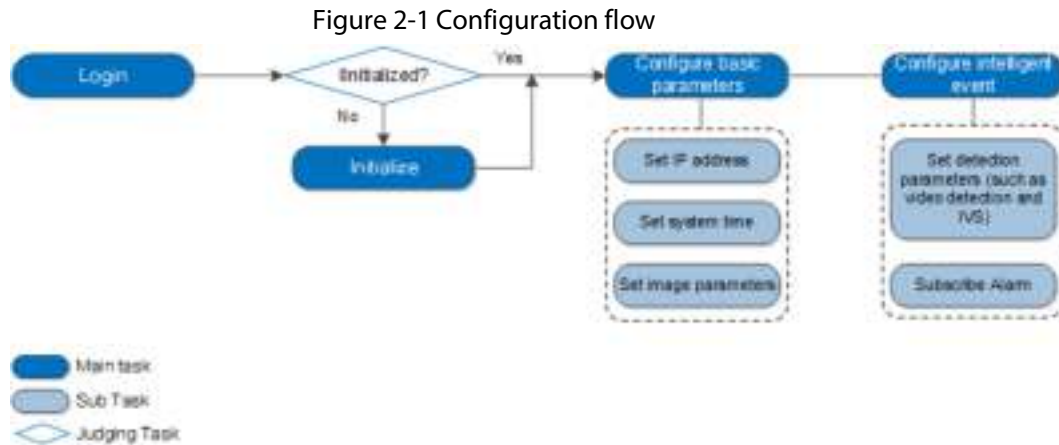 Figure 2-1 Configuration flow
Login
Initialized?
Yes
No
Initialize
Configure basic
parameters
Set IP address
Set system time
Set image parameters
Configure intelligent
event
Set detection
parameters (such as
video detection and
IVS)
Subscribe Alarm
Main task
Sub Task
Judging Task